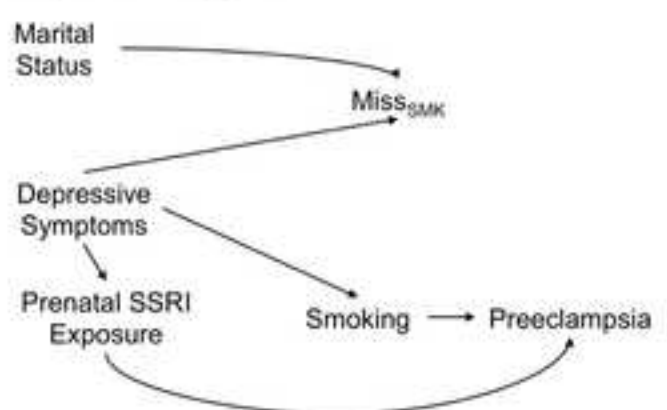 Marital
Status
Miss_SMK
Depressive
Symptoms
Prenatal SSRI
Exposure
Smoking
Preeclampsia